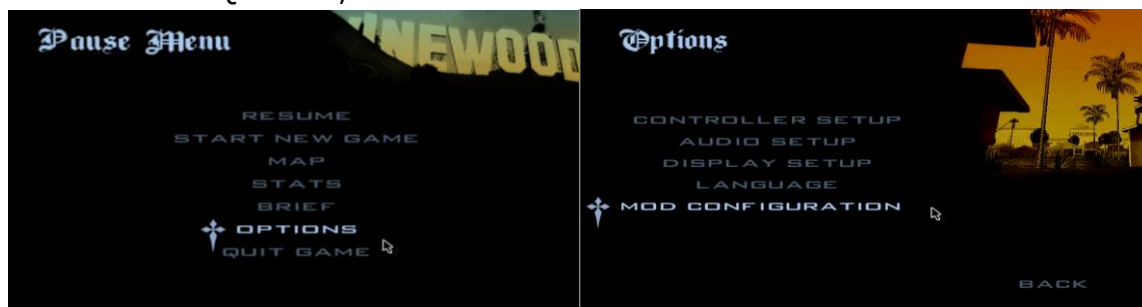 Pause Menu
INEWOOD
RESUME
START NEW GAME
MAP
STATS
BRIEF
OPTIONS
QUIT GAME
Options
CONTROLLER SETUP
AUDIO SETUP
DISPLAY SETUP
LANGUAGE
MOD CONFIGURATION
BACK